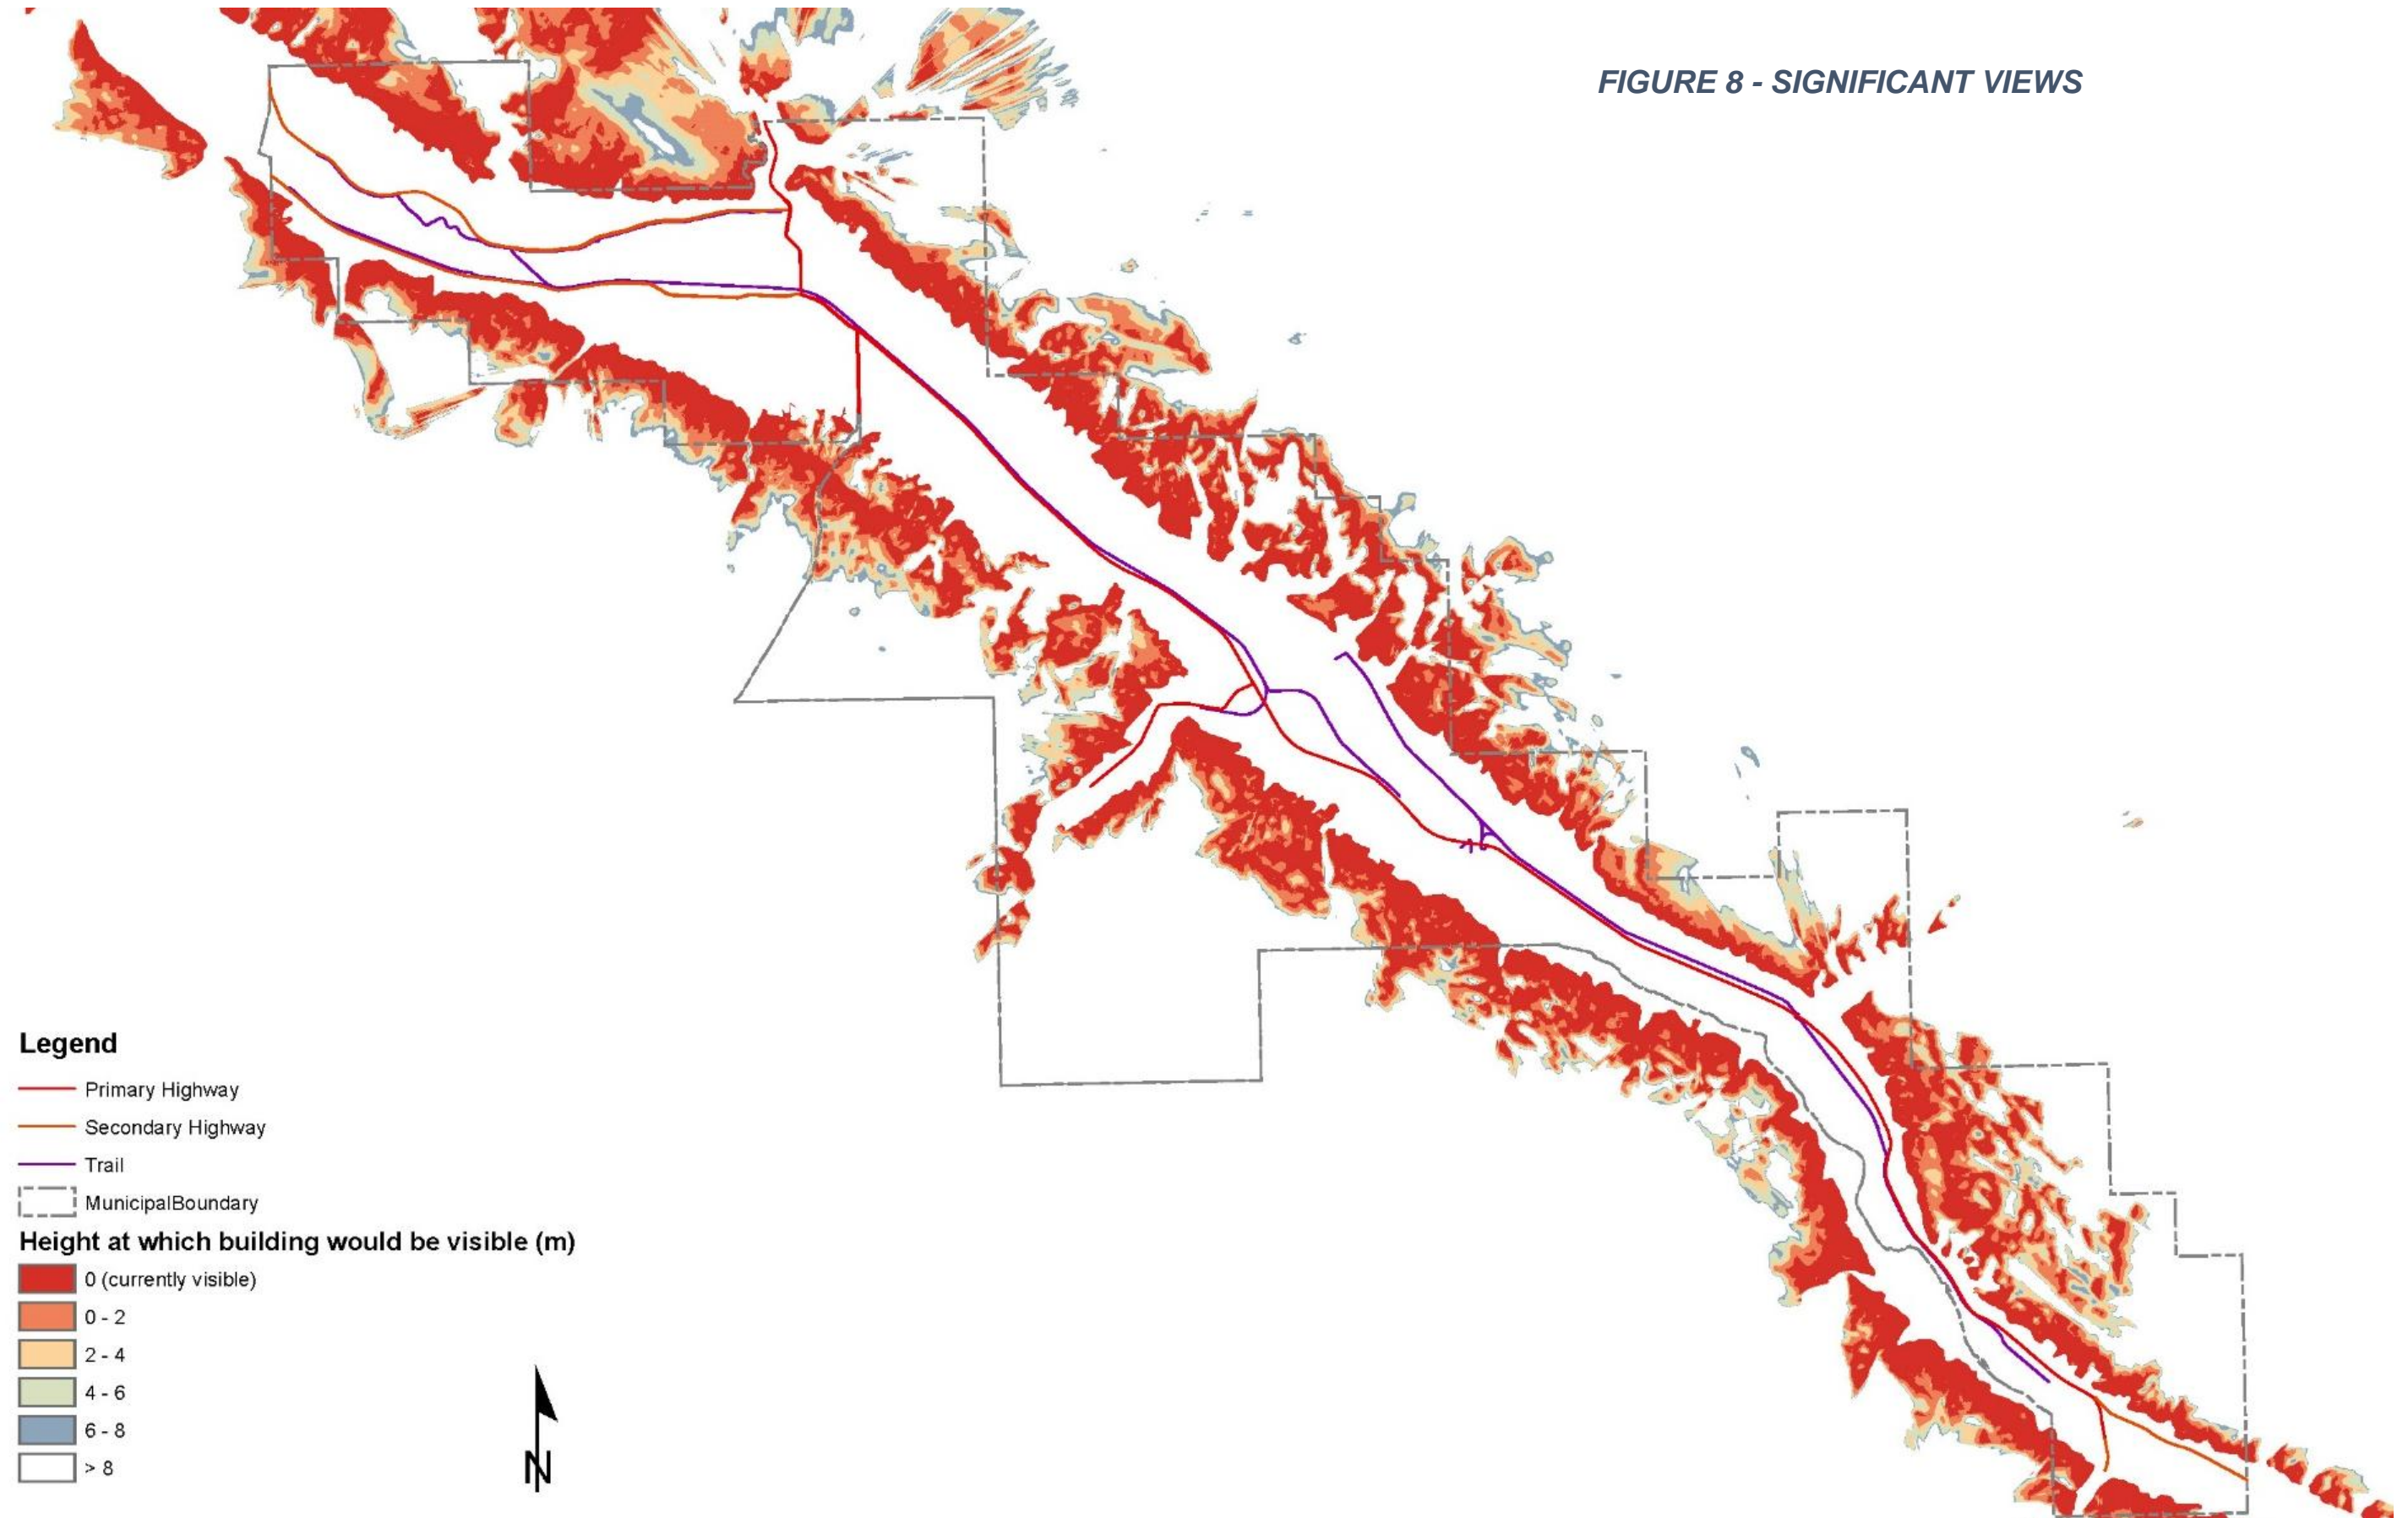 FIGURE 8 - SIGNIFICANT VIEWS
Legend
Primary Highway
Secondary Highway
Trail
MunicipalBoundary
Height at which building would be visible (m)
0 (currently visible)
0 - 2
2 - 4
4 - 6
6 - 8
> 8
N